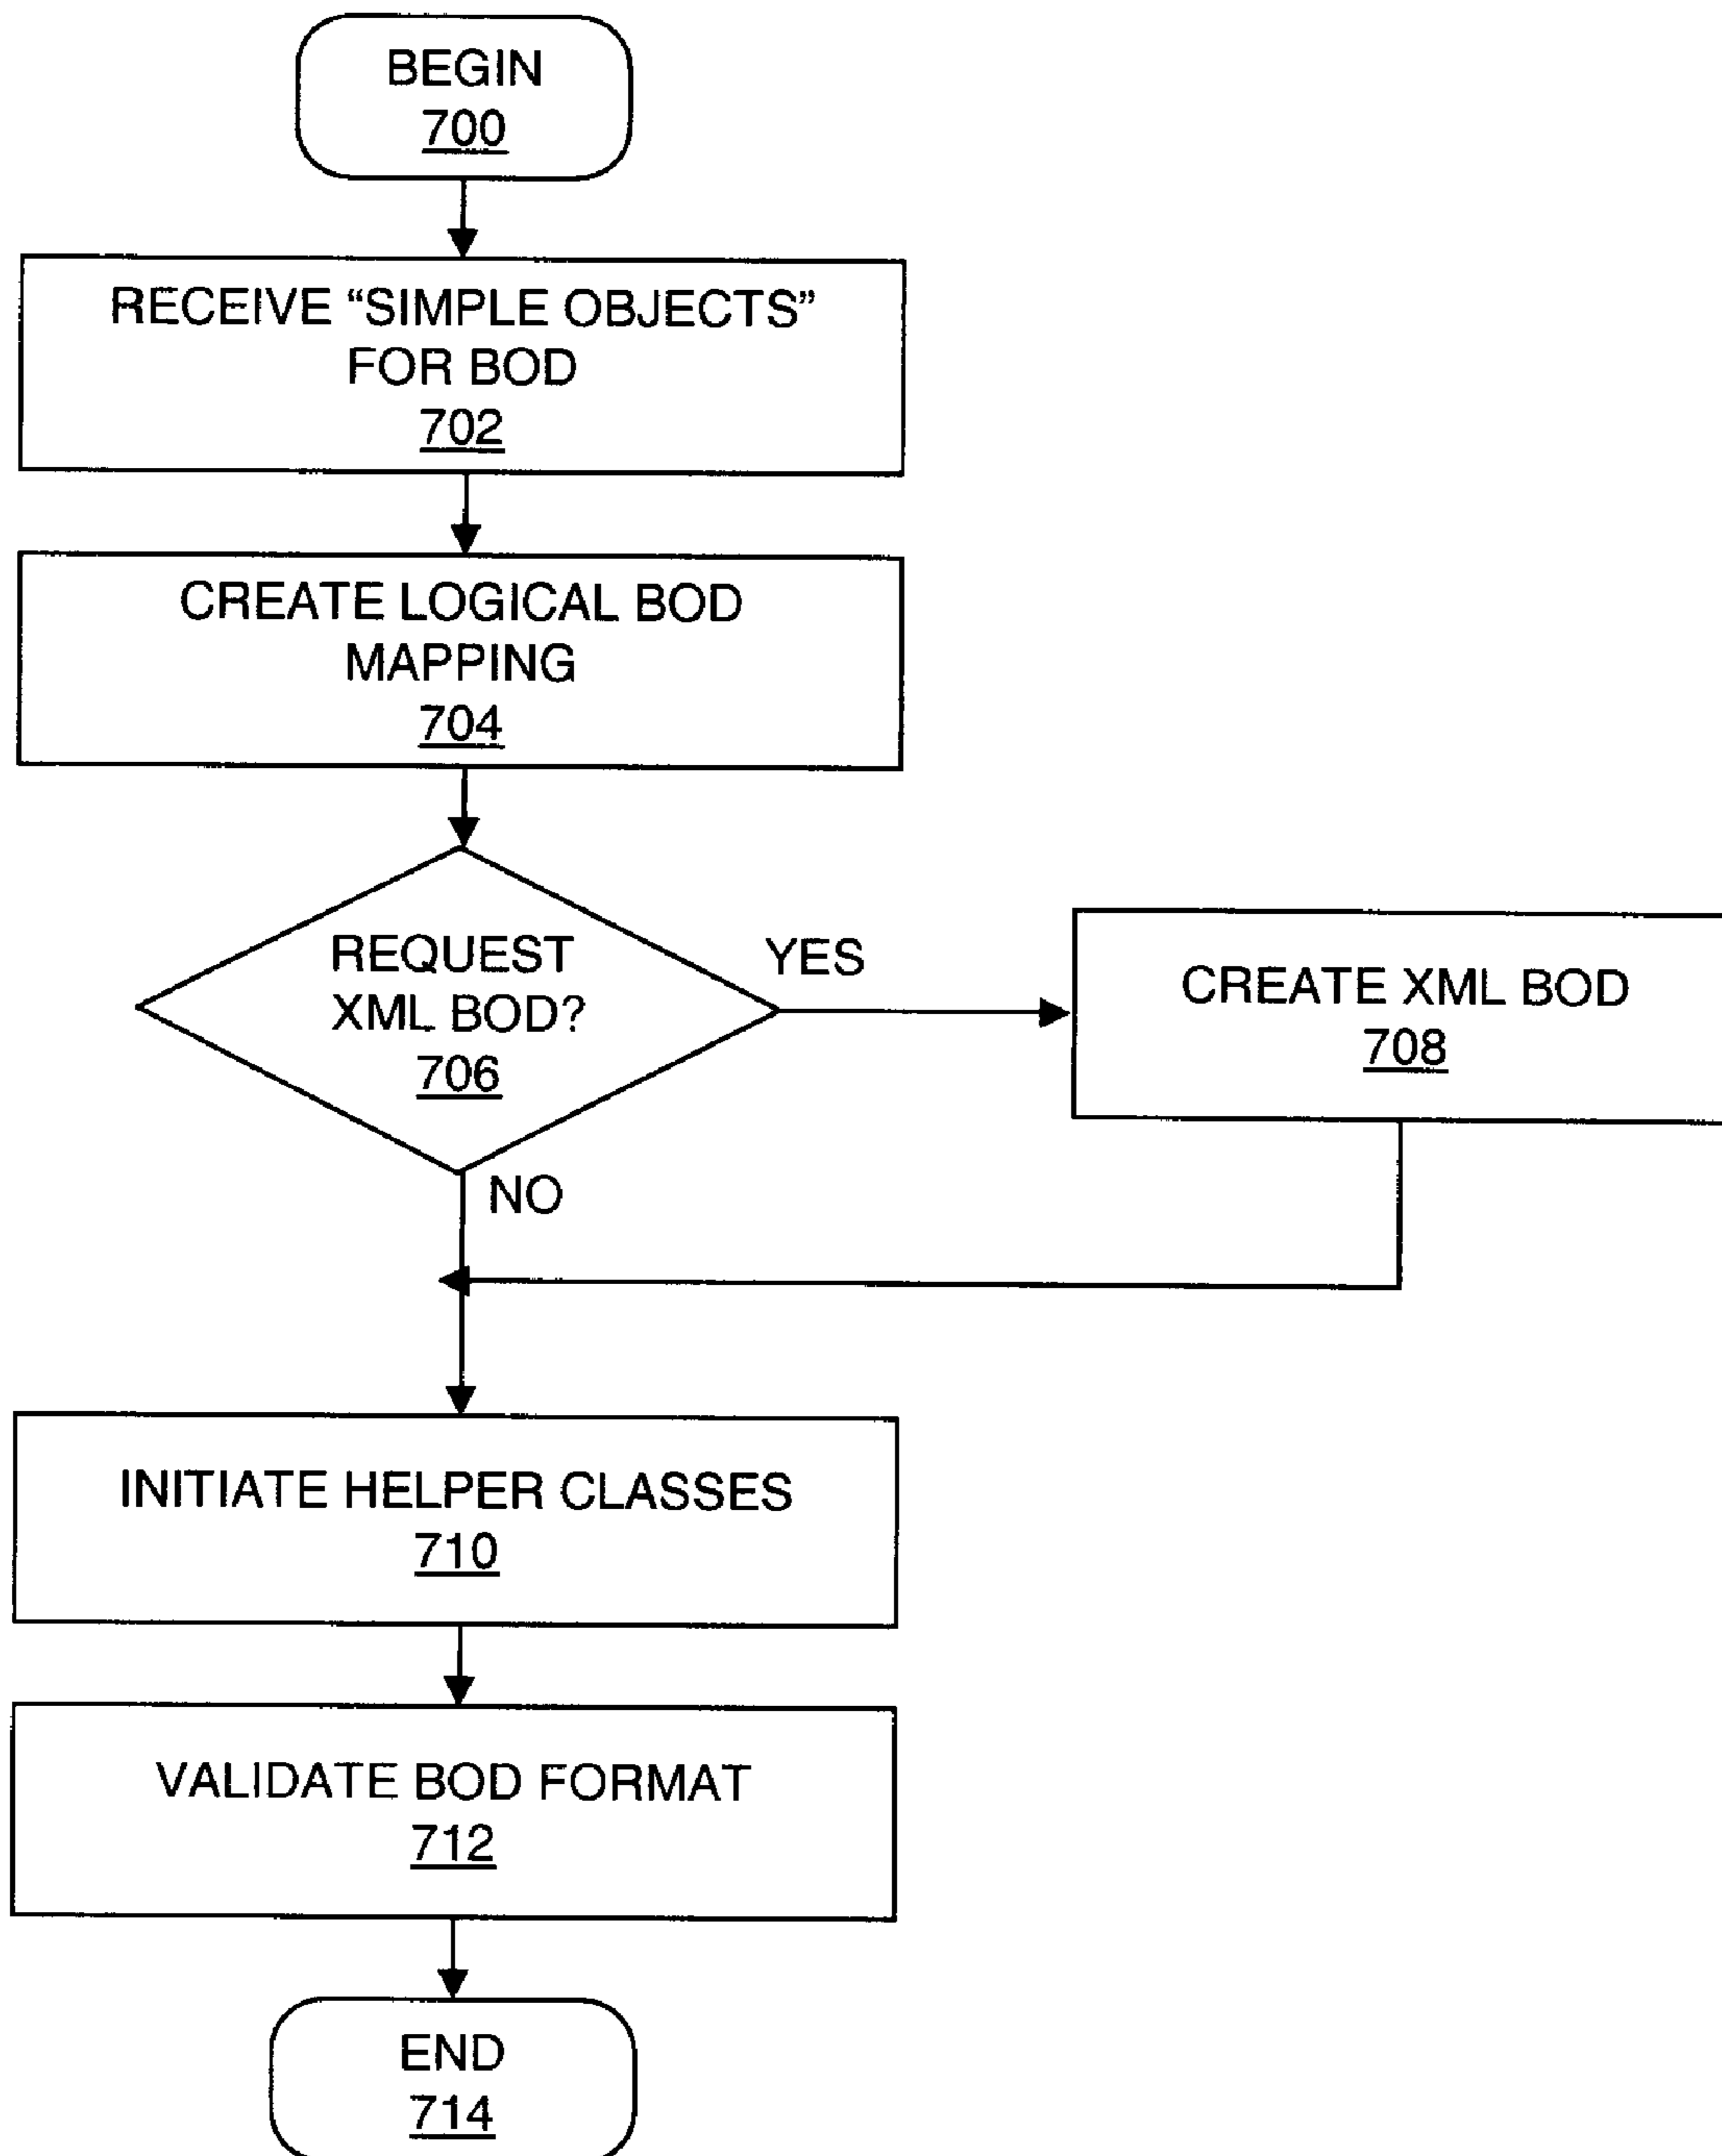 BEGIN
700
RECEIVE “SIMPLE OBJECTS”
FOR BOD
702
CREATE LOGICAL BOD
MAPPING
704
REQUEST
XML BOD?
706
YES
CREATE XML BOD
708
NO
INITIATE HELPER CLASSES
710
VALIDATE BOD FORMAT
712
END
714